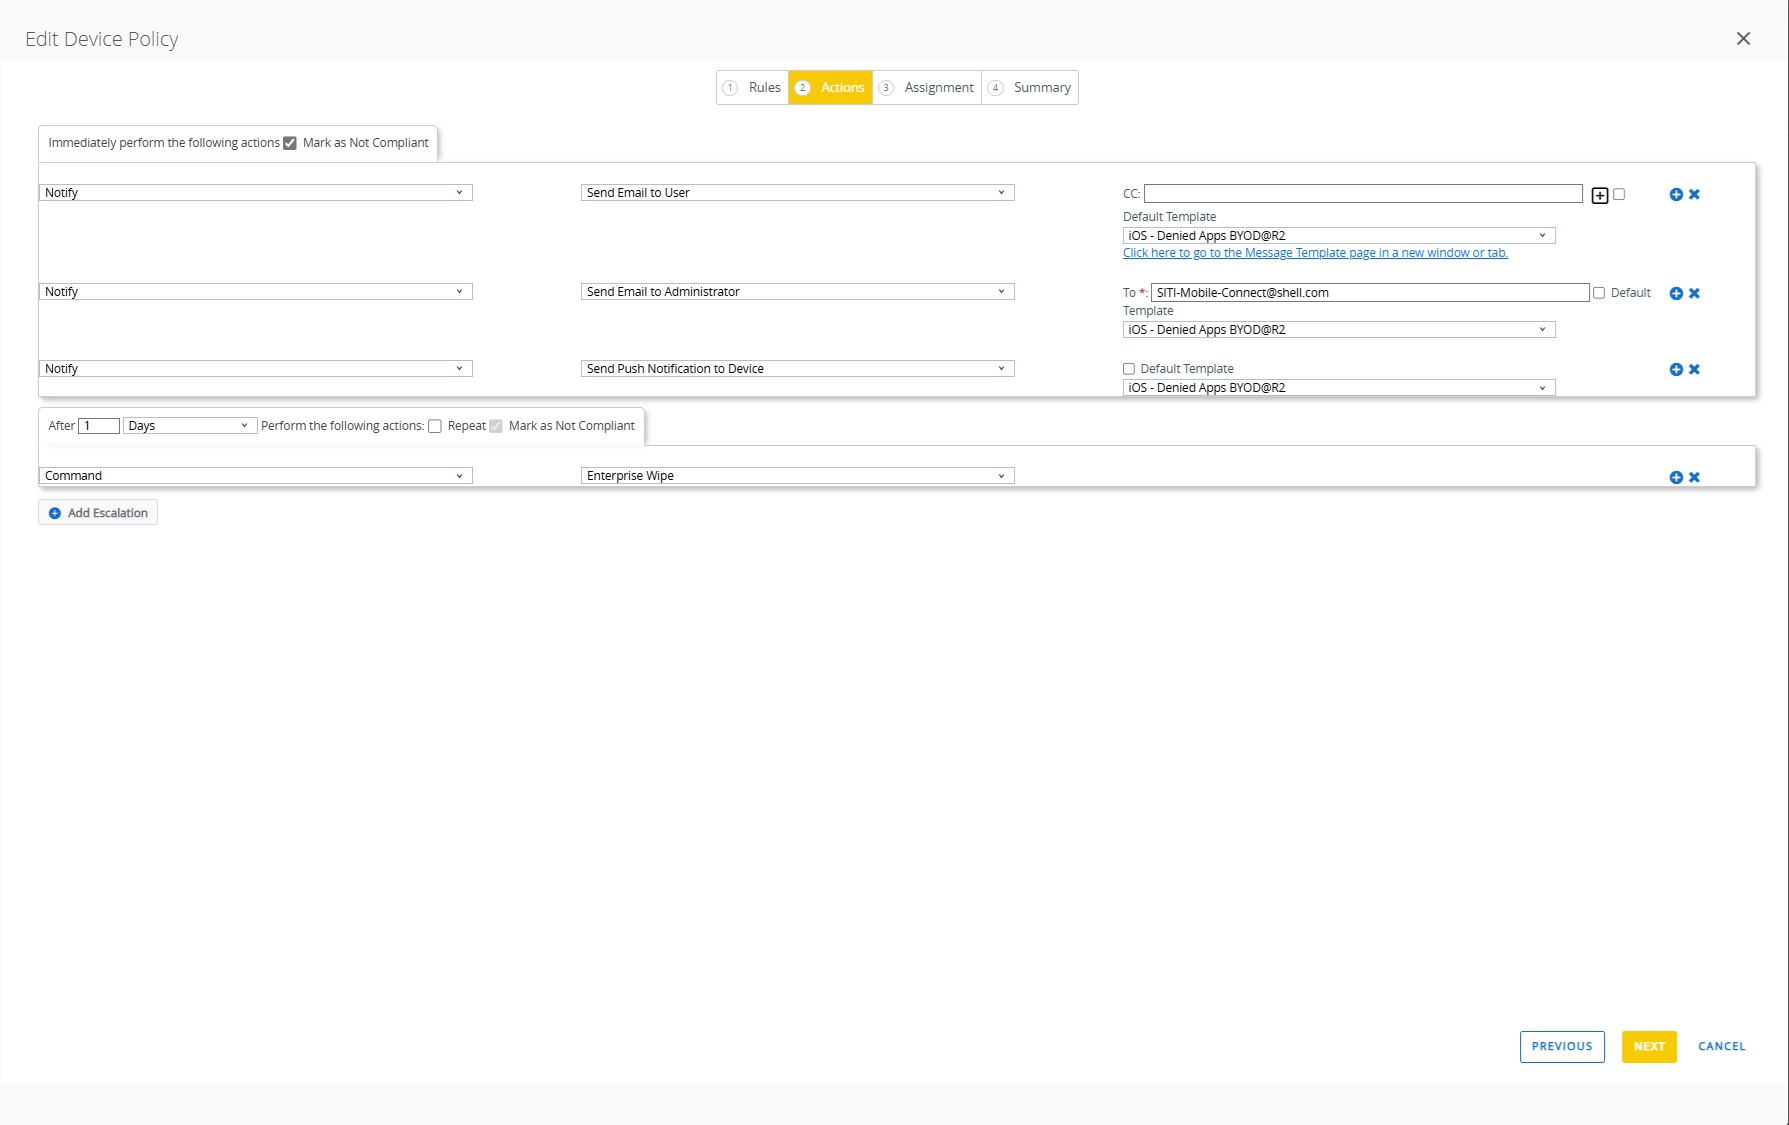 Edit Device Policy
1 Rules 2 Actions 3 Assignment 4 Summary
Immediately perform the following actions Mark as Not Compliant
Notify Send Email to User CC:
Default Template
iOS - Denied Apps BYOD@R2
Click here to go to the Message Template page in a new window or tab.
Notify Send Email to Administrator To *: SITI-Mobile-Connect@shell.com Default
Template
iOS - Denied Apps BYOD@R2
Notify Send Push Notification to Device Default Template
iOS - Denied Apps BYOD@R2
After 1 Days Perform the following actions: Repeat Mark as Not Compliant
Command Enterprise Wipe
Add Escalation
PREVIOUS NEXT CANCEL